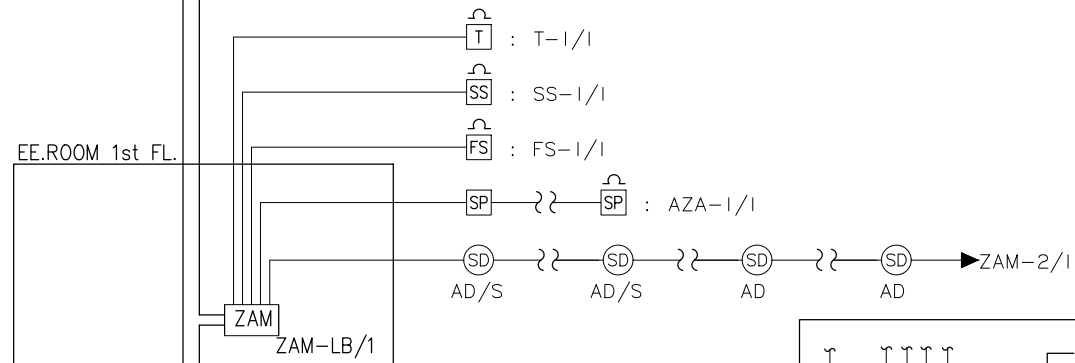 T : T-1/1
SS : SS-1/1
FS : FS-1/1
EE.ROOM 1st FL.
SP SP : AZA-1/1
SD SD SD SD ZAM-2/1
AD/S AD/S AD AD
ZAM
ZAM-LB/1